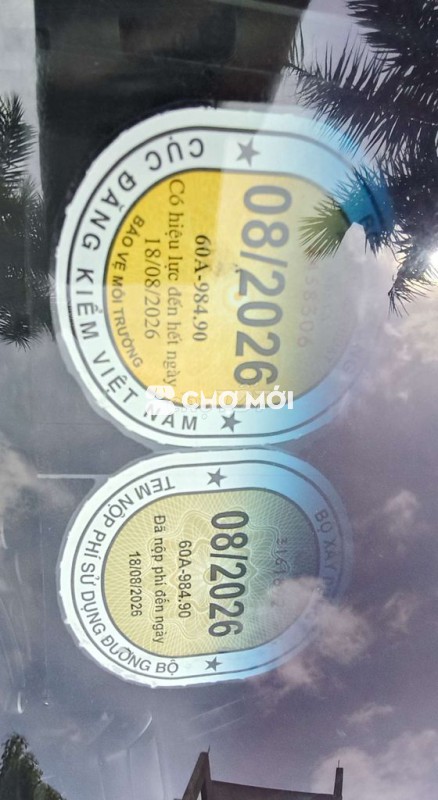 08/2026
60A-984.90
Có hiệu lực đến hết ngày
18/08/2026
BẢO VỆ MÔI TRƯỜNG
CỤC ĐĂNG KIỂM VIỆT NAM
CHỢ MỚI
08/2026
60A-984.90
Đã nộp phí đến ngày
18/08/2026
TEM NỘP PHÍ SỬ DỤNG ĐƯỜNG BỘ